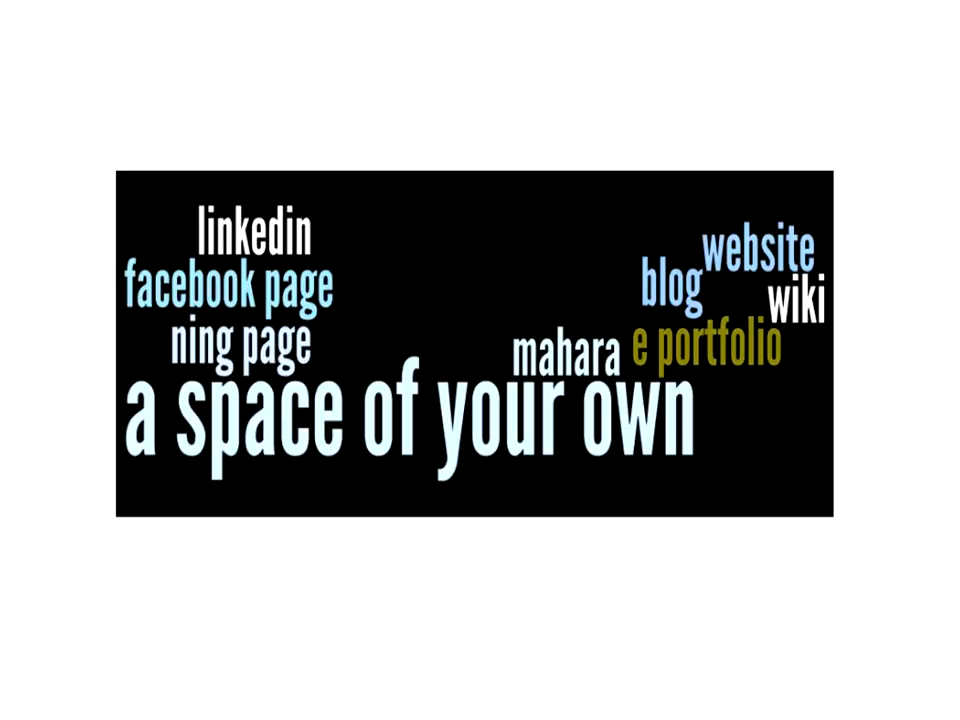 linkedin
facebook page
ning page
website
blog
wiki
mahara
e portfolio
a space of your own